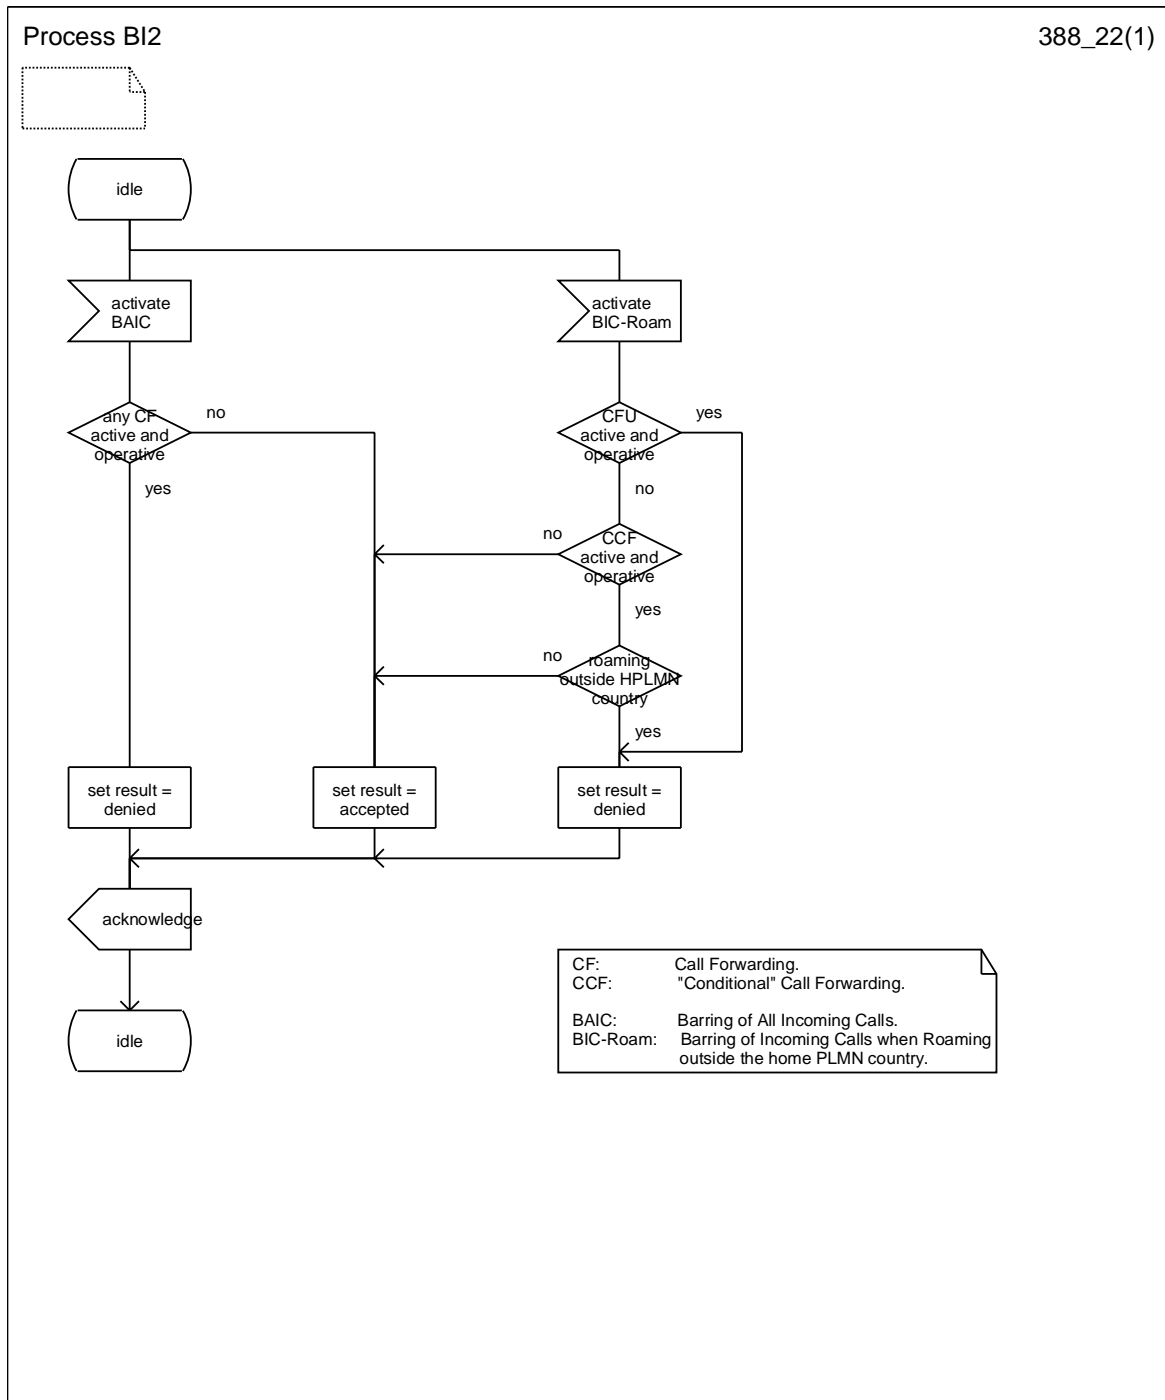 Process BI2
388_22(1)
idle
activate
BAIC
activate
BIC-Roam
any CF
active and
operative
no
yes
CFU
active and
operative
yes
no
CCF
active and
operative
no
yes
roaming
outside HPLMN
country
no
yes
set result =
denied
set result =
accepted
set result =
denied
acknowledge
idle
CF: Call Forwarding.
CCF: "Conditional" Call Forwarding.
BAIC: Barring of All Incoming Calls.
BIC-Roam: Barring of Incoming Calls when Roaming
outside the home PLMN country.